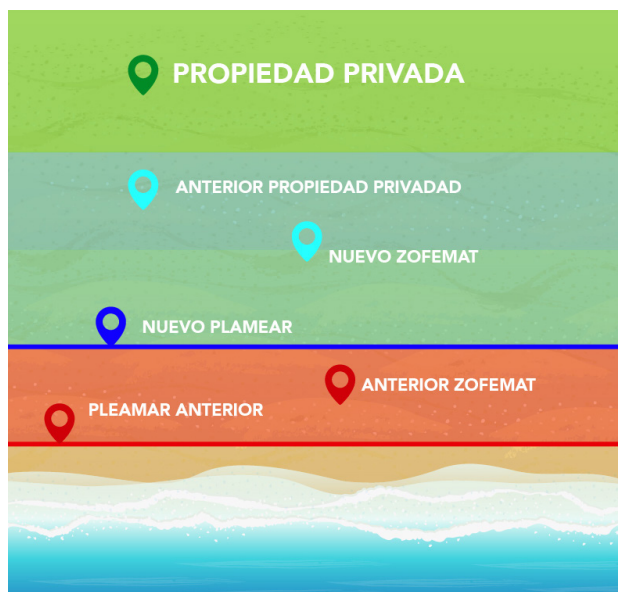 PROPIEDAD PRIVADA
ANTERIOR PROPIEDAD PRIVADAD
NUEVO ZOFEMAT
NUEVO PLAMEAR
ANTERIOR ZOFEMAT
PLEAMAR ANTERIOR